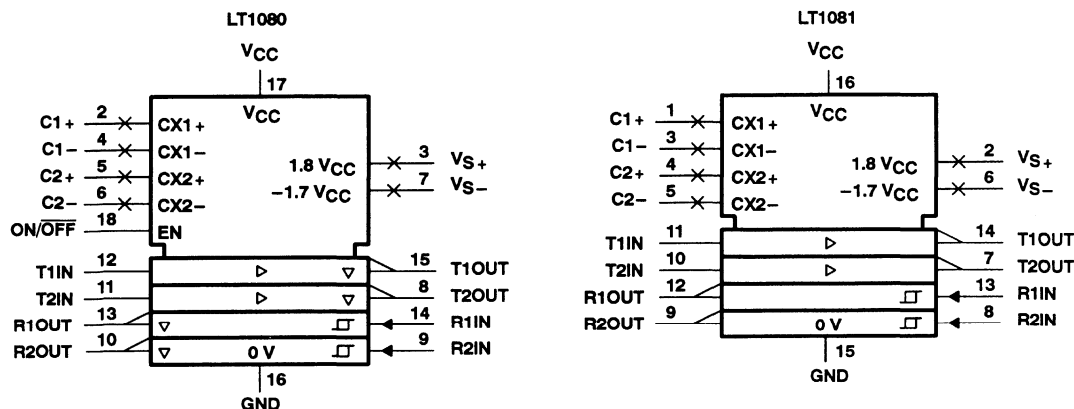 LT1080
VCC
17
VCC
C1+ 2 CX1+
C1− 4 CX1−
C2+ 5 CX2+
C2− 6 CX2−
ON/OFF 18 EN
1.8 VCC 3 VS+
−1.7 VCC 7 VS−
T1IN 12 15 T1OUT
T2IN 11 8 T2OUT
R1OUT 13 14 R1IN
R2OUT 10 0 V 9 R2IN
16
GND
LT1081
VCC
16
VCC
C1+ 1 CX1+
C1− 3 CX1−
C2+ 4 CX2+
C2− 5 CX2−
1.8 VCC 2 VS+
−1.7 VCC 6 VS−
T1IN 11 14 T1OUT
T2IN 10 7 T2OUT
R1OUT 12 13 R1IN
R2OUT 9 0 V 8 R2IN
15
GND